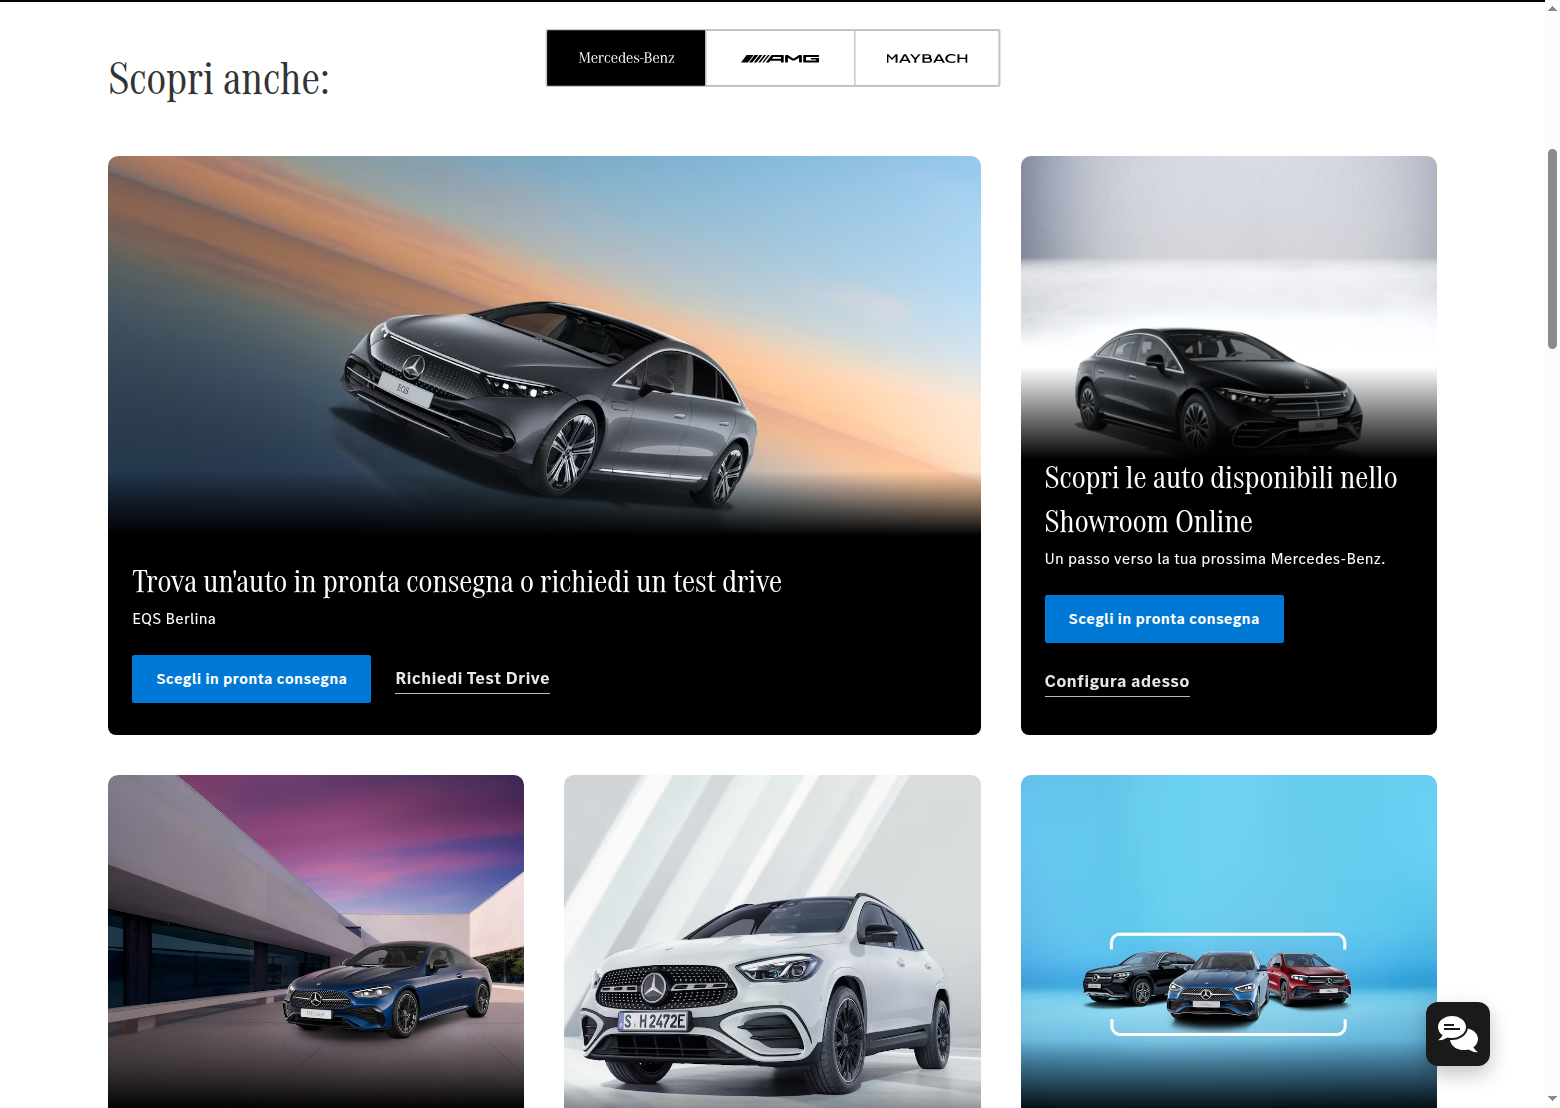 Scopri anche:
Mercedes-Benz
AMG
MAYBACH
EQS
Trova un'auto in pronta consegna o richiedi un test drive
EQS Berlina
Scegli in pronta consegna
Richiedi Test Drive
Scopri le auto disponibili nello
Showroom Online
Un passo verso la tua prossima Mercedes-Benz.
Scegli in pronta consegna
Configura adesso
S H 2472E